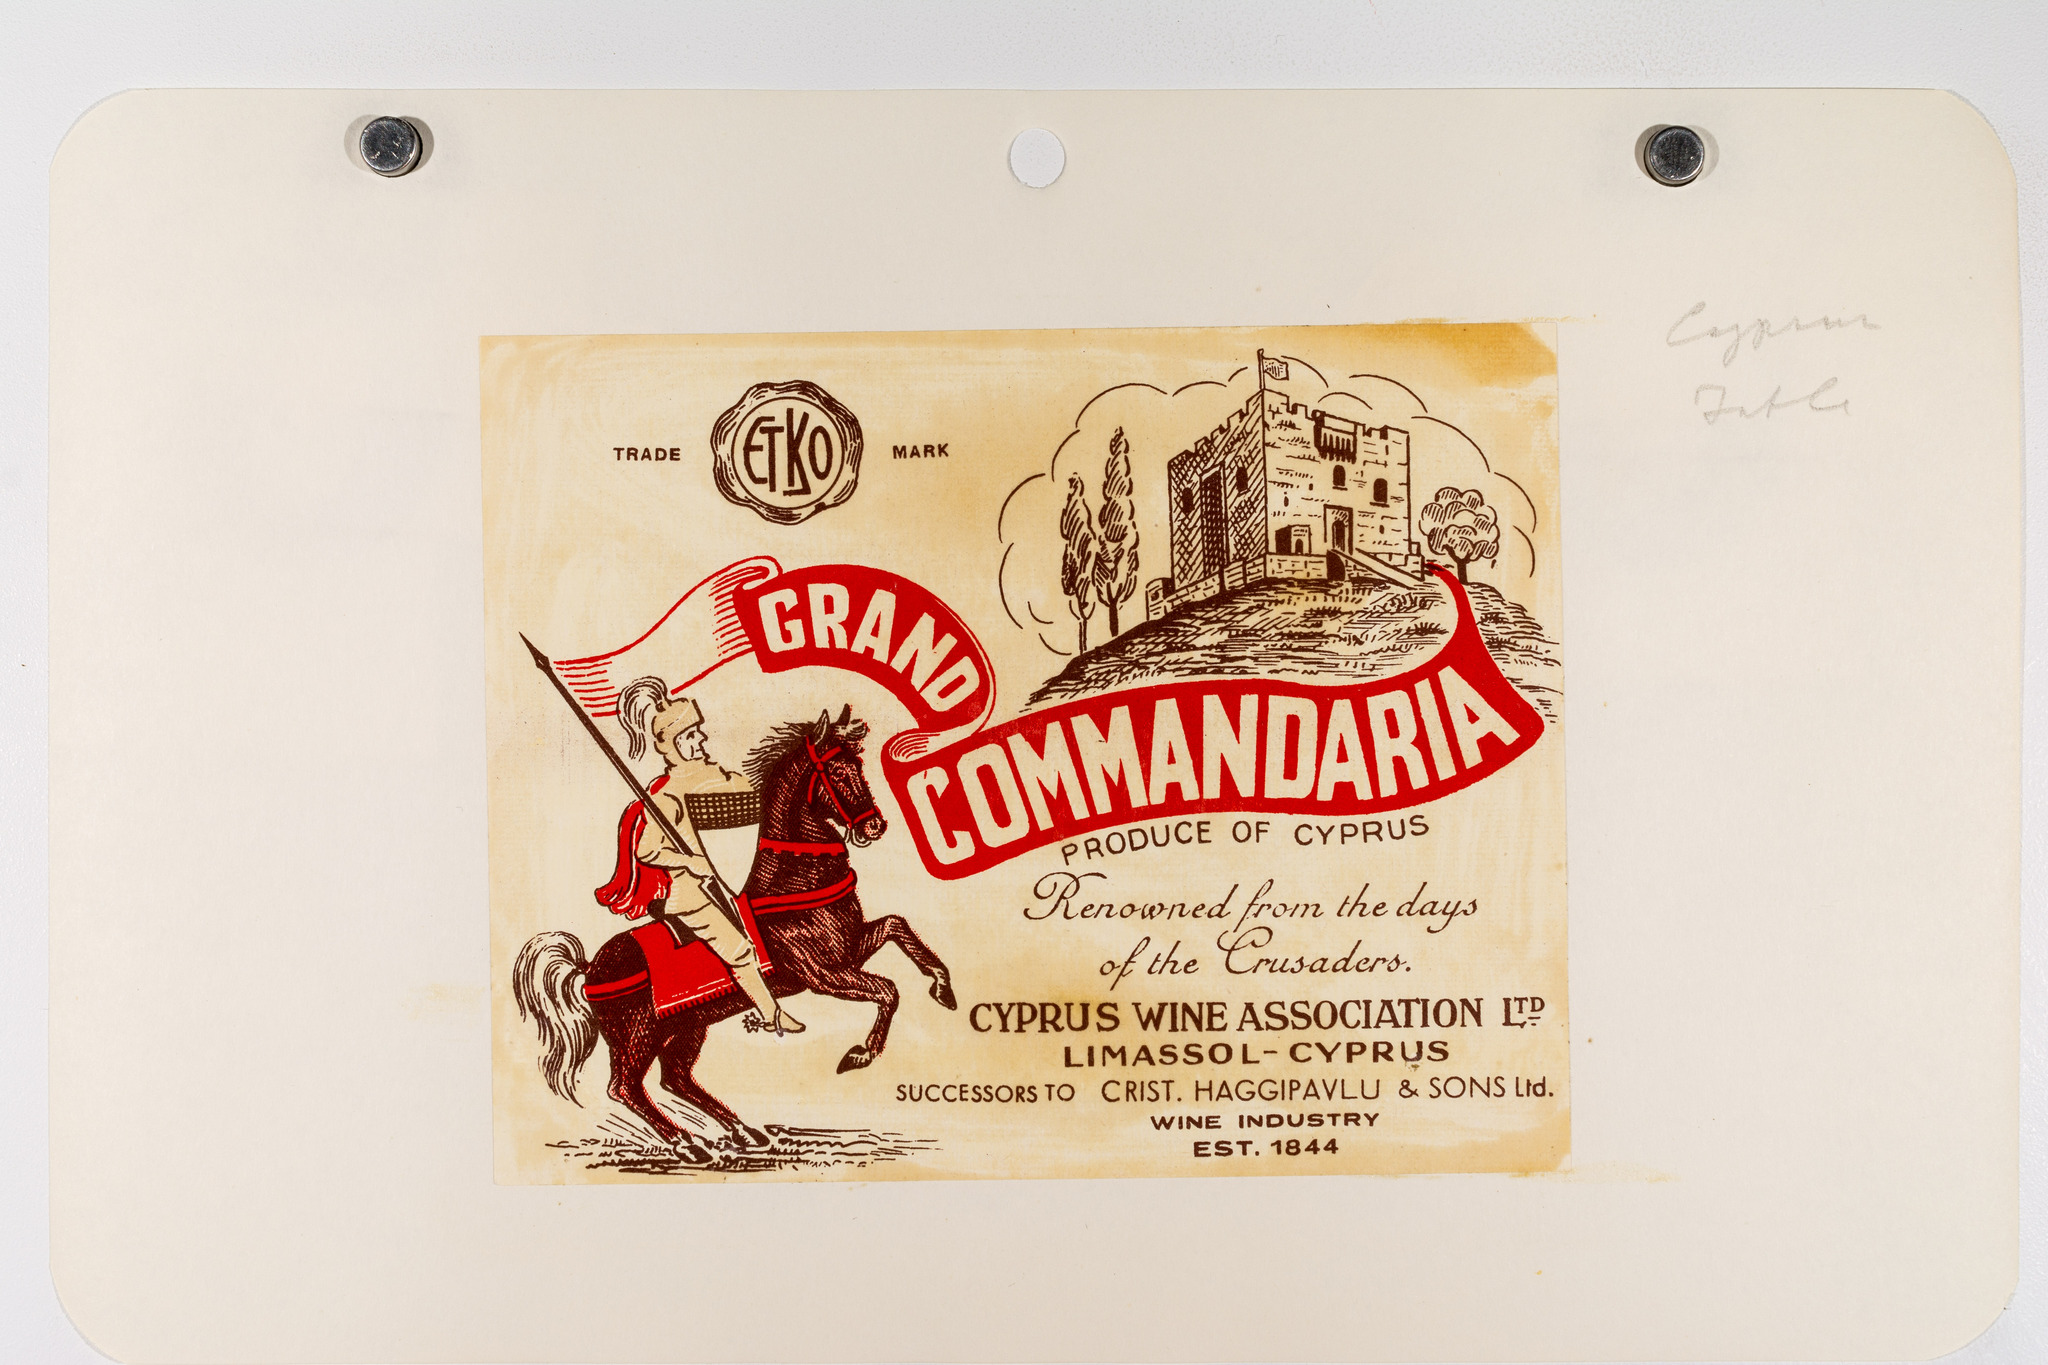 TRADE ETKO MARK
GRAND
COMMANDARIA
PRODUCE OF CYPRUS
Renowned from the days
of the Crusaders.
CYPRUS WINE ASSOCIATION LTD
LIMASSOL-CYPRUS
SUCCESSORS TO CRIST. HAGGIPAVLU & SONS Ltd.
WINE INDUSTRY
EST. 1844
Cyprus
Table